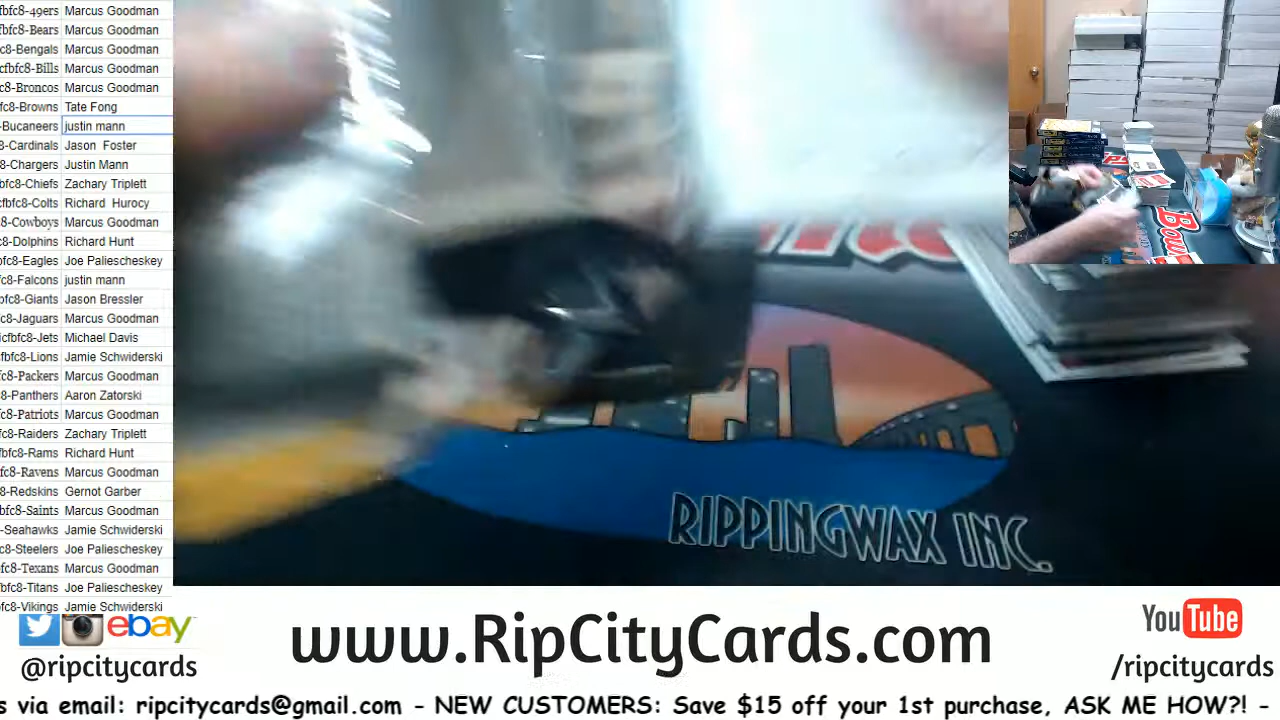 fbfc8-49ers Marcus Goodman
fbfc8-Bears Marcus Goodman
c8-Bengals Marcus Goodman
cfbfc8-Bills Marcus Goodman
fc8-Broncos Marcus Goodman
fc8-Browns Tate Fong
-Bucaneers justin mann
8-Cardinals Jason Foster
8-Chargers Justin Mann
bfc8-Chiefs Zachary Triplett
cfbfc8-Colts Richard Hurocy
c8-Cowboys Marcus Goodman
8-Dolphins Richard Hunt
bfc8-Eagles Joe Paliescheskey
fc8-Falcons justin mann
bfc8-Giants Jason Bressler
fc8-Jaguars Marcus Goodman
icfbfc8-Jets Michael Davis
bfc8-Lions Jamie Schwiderski
fc8-Packers Marcus Goodman
c8-Panthers Aaron Zatorski
fc8-Patriots Marcus Goodman
fc8-Raiders Zachary Triplett
bfc8-Rams Richard Hunt
fc8-Ravens Marcus Goodman
8-Redskins Gernot Garber
bfc8-Saints Marcus Goodman
-Seahawks Jamie Schwiderski
c8-Steelers Joe Paliescheskey
fc8-Texans Marcus Goodman
bfc8-Titans Joe Paliescheskey
fc8-Vikings Jamie Schwiderski
RIPPINGWAX INC.
Bow
ebay
@ripcitycards
www.RipCityCards.com
YouTube
/ripcitycards
s via email: ripcitycards@gmail.com - NEW CUSTOMERS: Save $15 off your 1st purchase, ASK ME HOW?! -